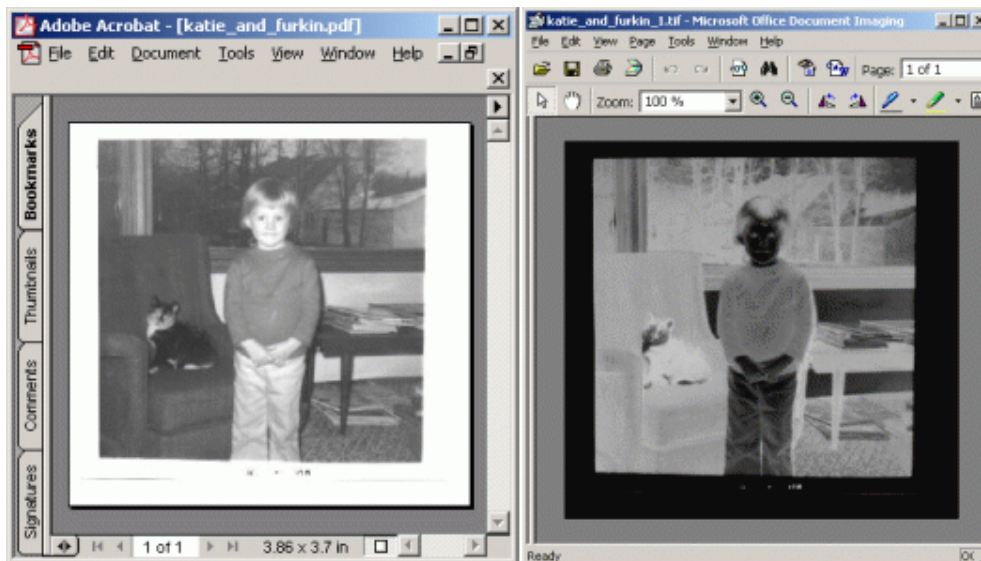 Adobe Acrobat - [katie_and_furkin.pdf]
File Edit Document Tools View Window Help
Bookmarks
Thumbnails
Comments
Signatures
1 of 1 3.86 x 3.7 in
katie_and_furkin_1.tif - Microsoft Office Document Imaging
File Edit View Page Tools Window Help
Page: 1 of 1
Zoom: 100 %
Ready